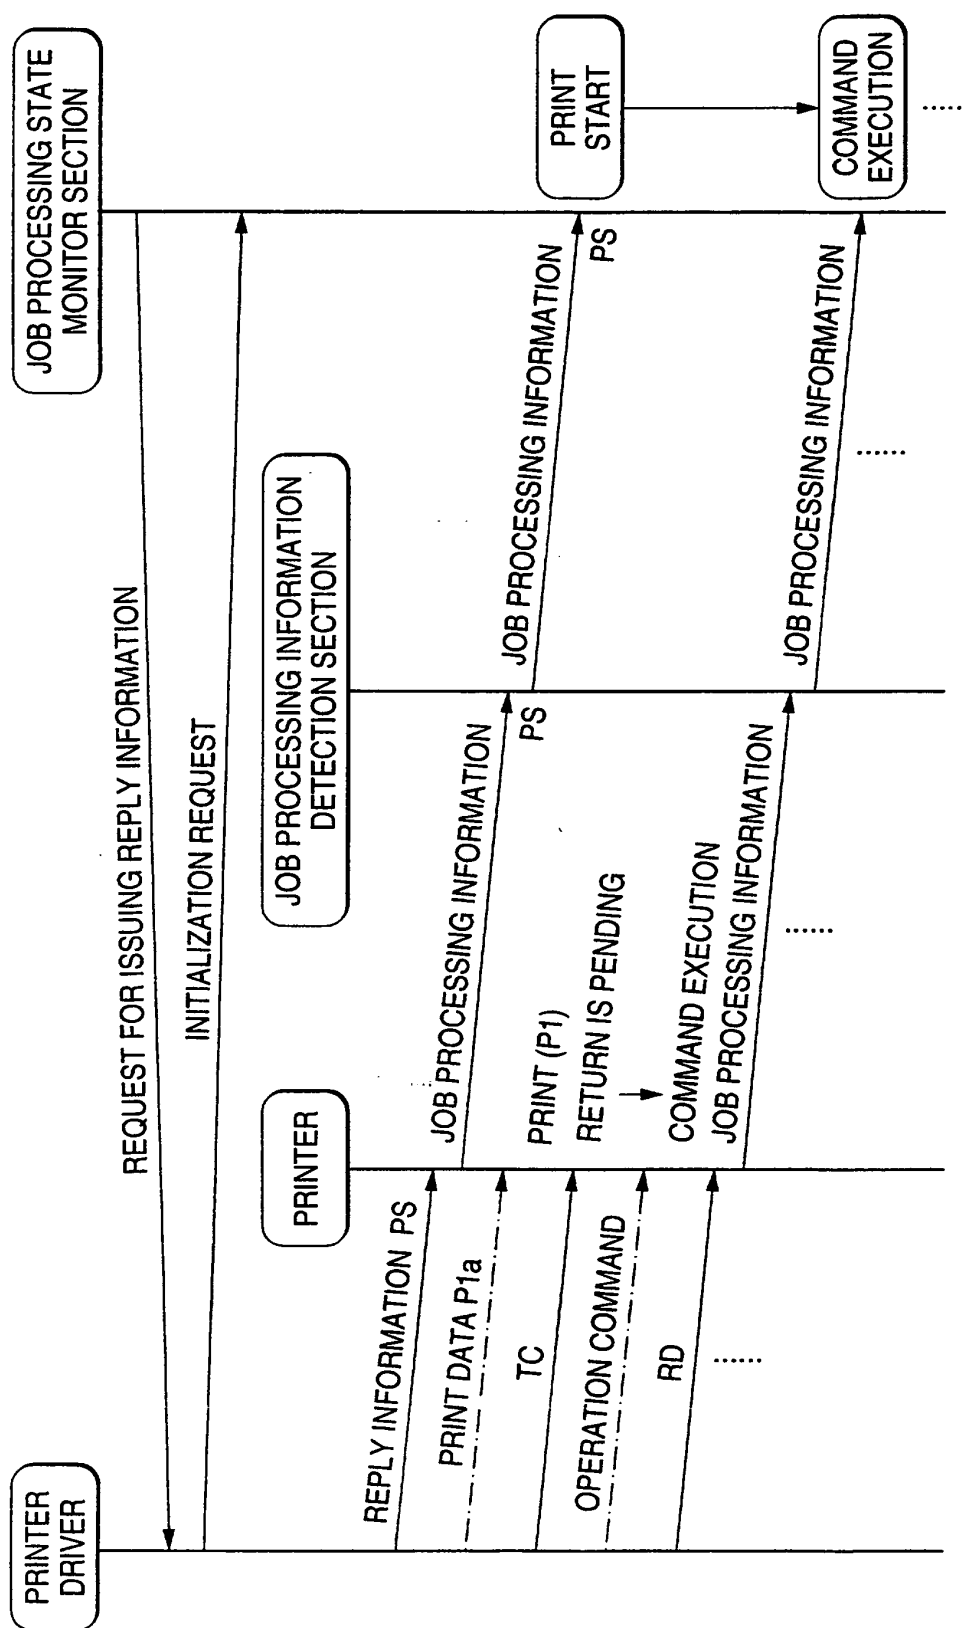 PRINTER
DRIVER
JOB PROCESSING STATE
MONITOR SECTION
REQUEST FOR ISSUING REPLY INFORMATION
INITIALIZATION REQUEST
PRINTER
JOB PROCESSING INFORMATION
DETECTION SECTION
REPLY INFORMATION PS
JOB PROCESSING INFORMATION
PS
JOB PROCESSING INFORMATION
PS
PRINT
START
PRINT DATA P1a
TC
PRINT (P1)
RETURN IS PENDING
OPERATION COMMAND
RD
COMMAND EXECUTION
JOB PROCESSING INFORMATION
JOB PROCESSING INFORMATION
COMMAND
EXECUTION
......
......
......
......